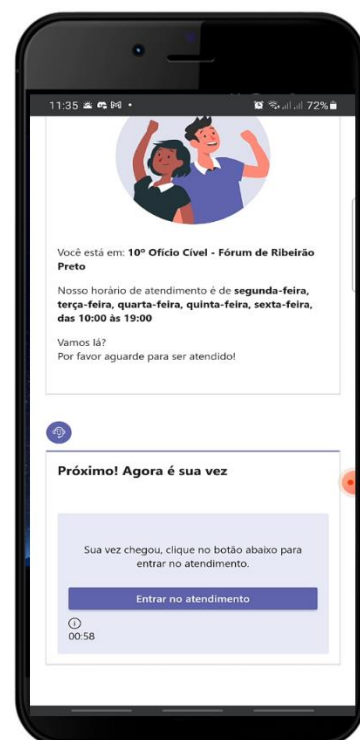 11:35
72%
Você está em: 10º Ofício Cível - Fórum de Ribeirão
Preto
Nosso horário de atendimento é de segunda-feira,
terça-feira, quarta-feira, quinta-feira, sexta-feira,
das 10:00 às 19:00
Vamos lá?
Por favor aguarde para ser atendido!
Próximo! Agora é sua vez
Sua vez chegou, clique no botão abaixo para
entrar no atendimento.
Entrar no atendimento
00:58